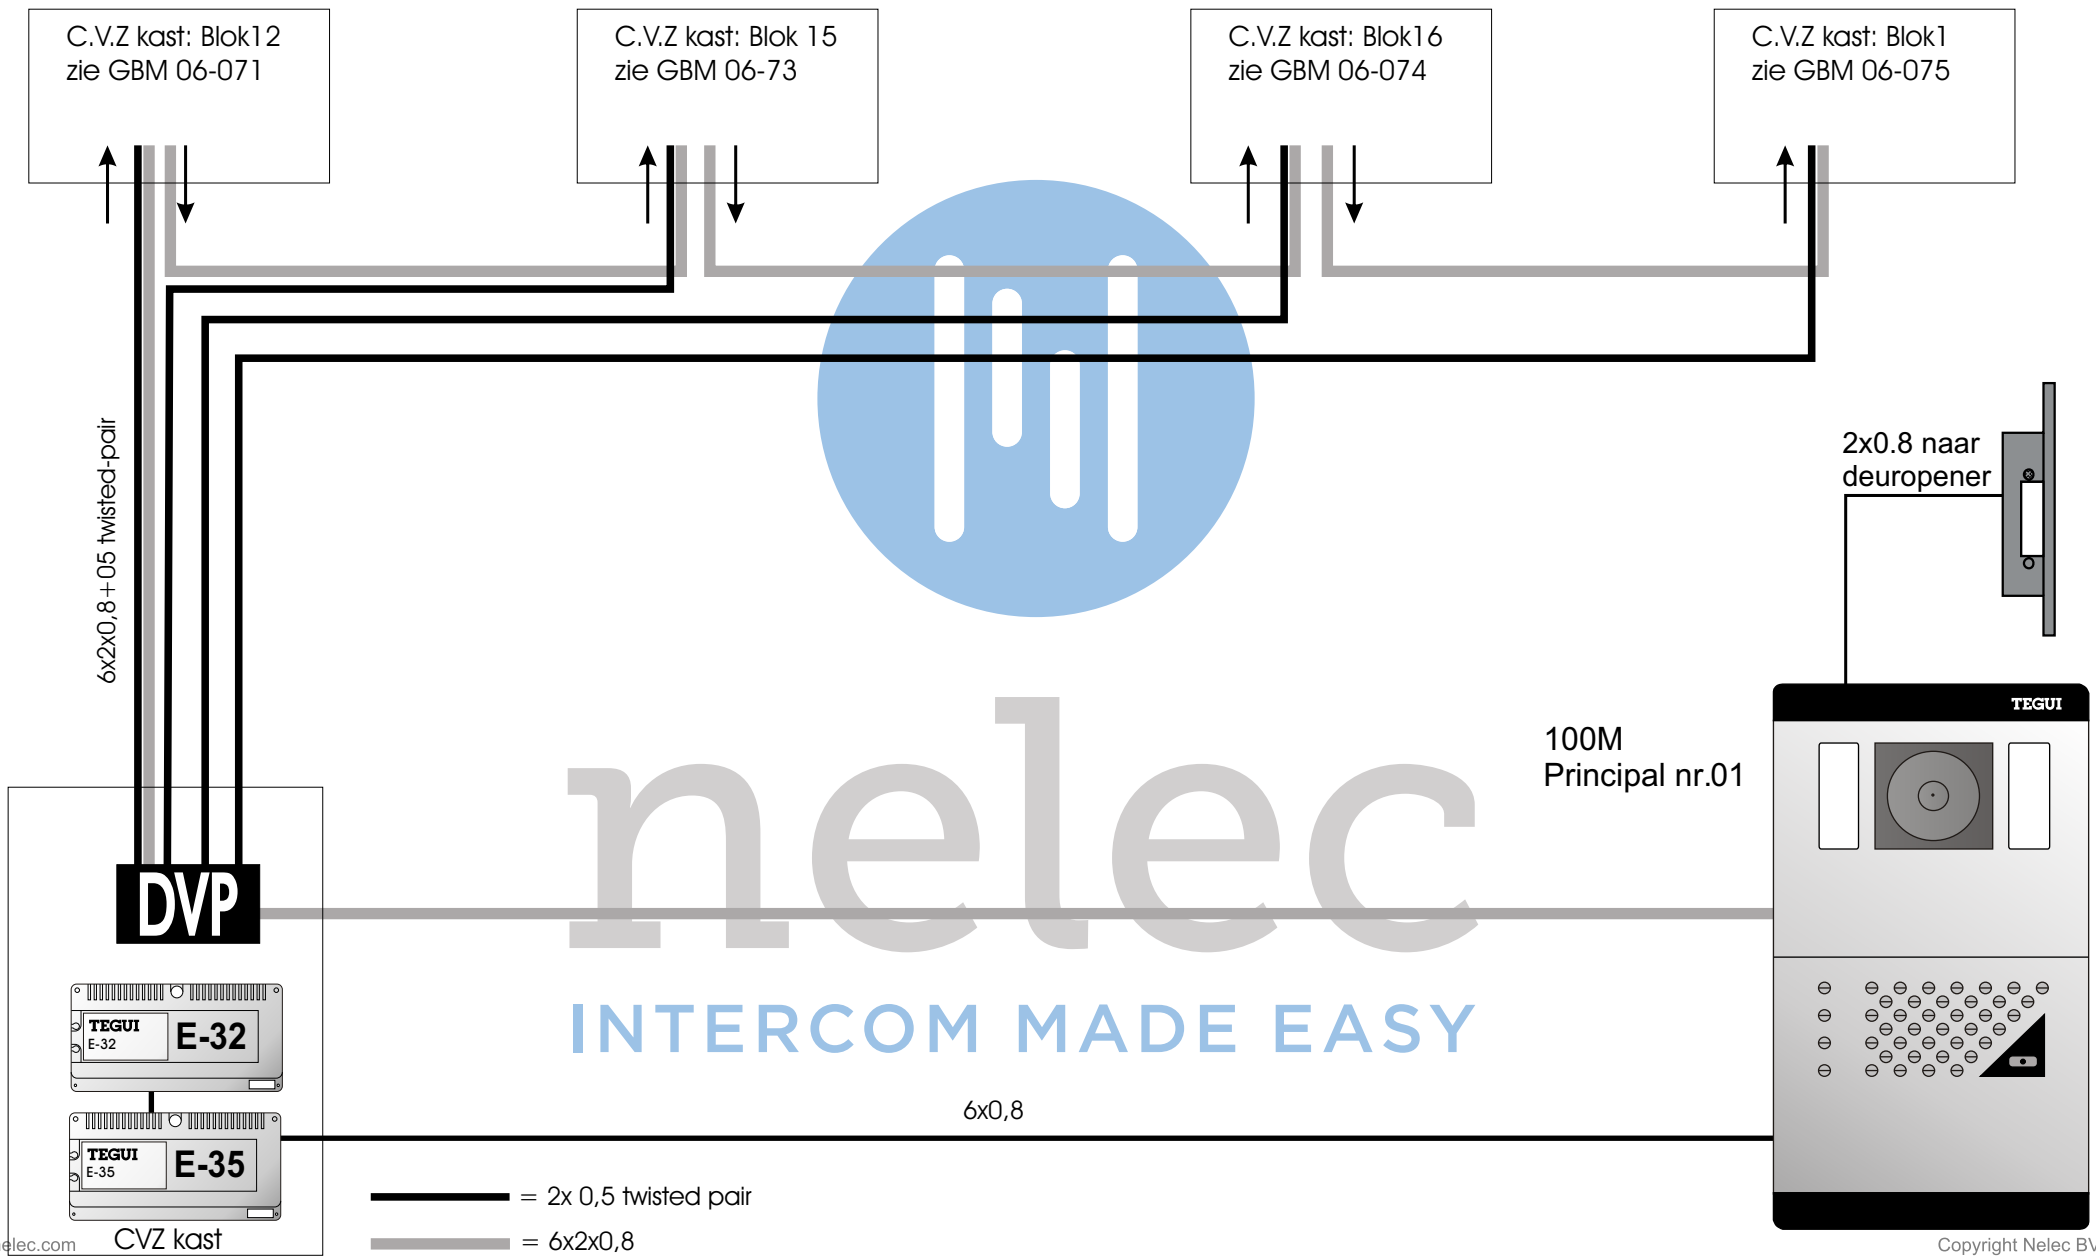 C.V.Z kast: Blok12
zie GBM 06-071
C.V.Z kast: Blok 15
zie GBM 06-73
C.V.Z kast: Blok16
zie GBM 06-074
C.V.Z kast: Blok1
zie GBM 06-075
6x2x0,8+05 twisted-pair
2x0.8 naar
deuropener
100M
Principal nr.01
TEGUI
DVP
nelec
INTERCOM MADE EASY
TEGUI
E-32
E-32
TEGUI
E-35
E-35
6x0,8
= 2x 0,5 twisted pair
= 6x2x0,8
CVZ kast
elec.com
Copyright Nelec BV